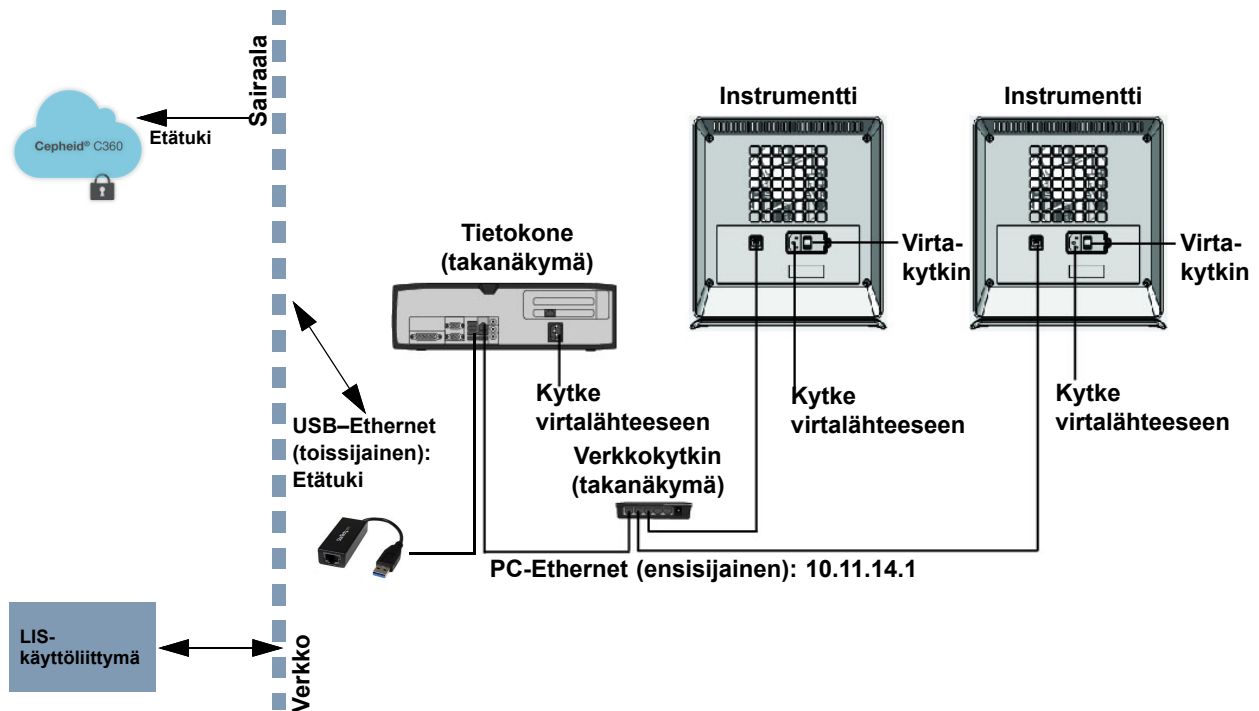 Sairaala
Cepheid® C360
Etätuki
Instrumentti
Instrumentti
Tietokone
(takanäkymä)
Virta-
kytkin
Virta-
kytkin
Kytke
virtalähteeseen
Kytke
virtalähteeseen
Kytke
virtalähteeseen
USB–Ethernet
(toissijainen):
Etätuki
Verkkokytkin
(takanäkymä)
PC-Ethernet (ensisijainen): 10.11.14.1
LIS-
käyttöliittymä
Verkko